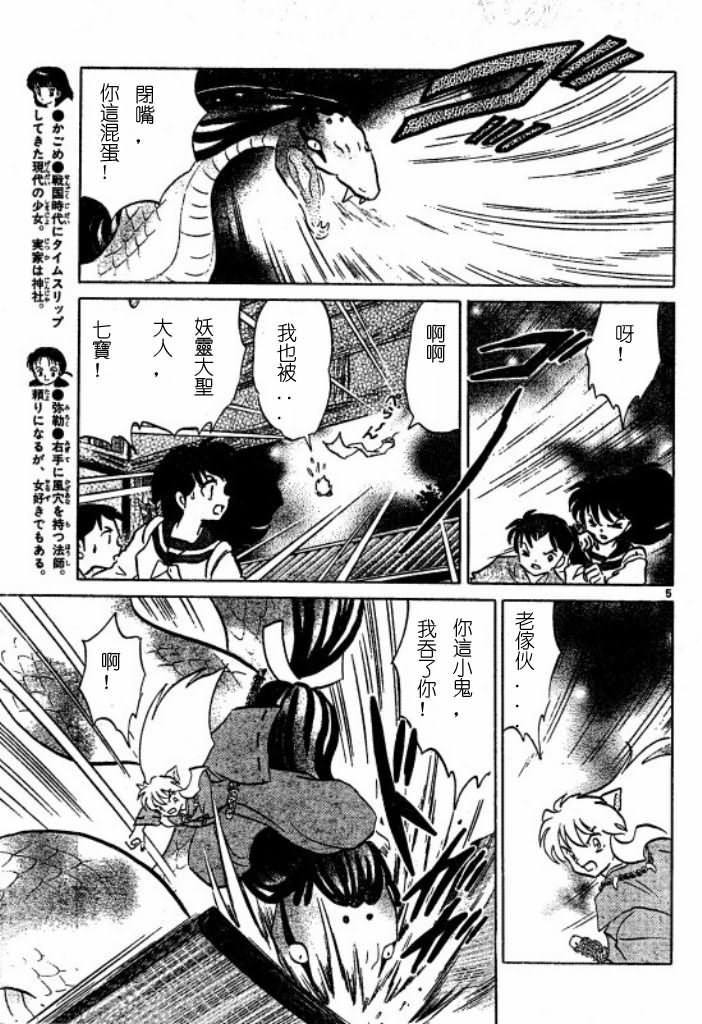 閉嘴，
你這混蛋！
呀！
啊啊
我也被．．
妖靈大聖
大人，
七寶！
5
老傢伙
．．
你這小鬼，
我吞了你！
啊！
●かごめ●戦国時代にタイムスリップ
してきた現代の少女。実家は神社。
●弥勒●右手に風穴を持つ法師。
頼りになるが、女好きでもある。